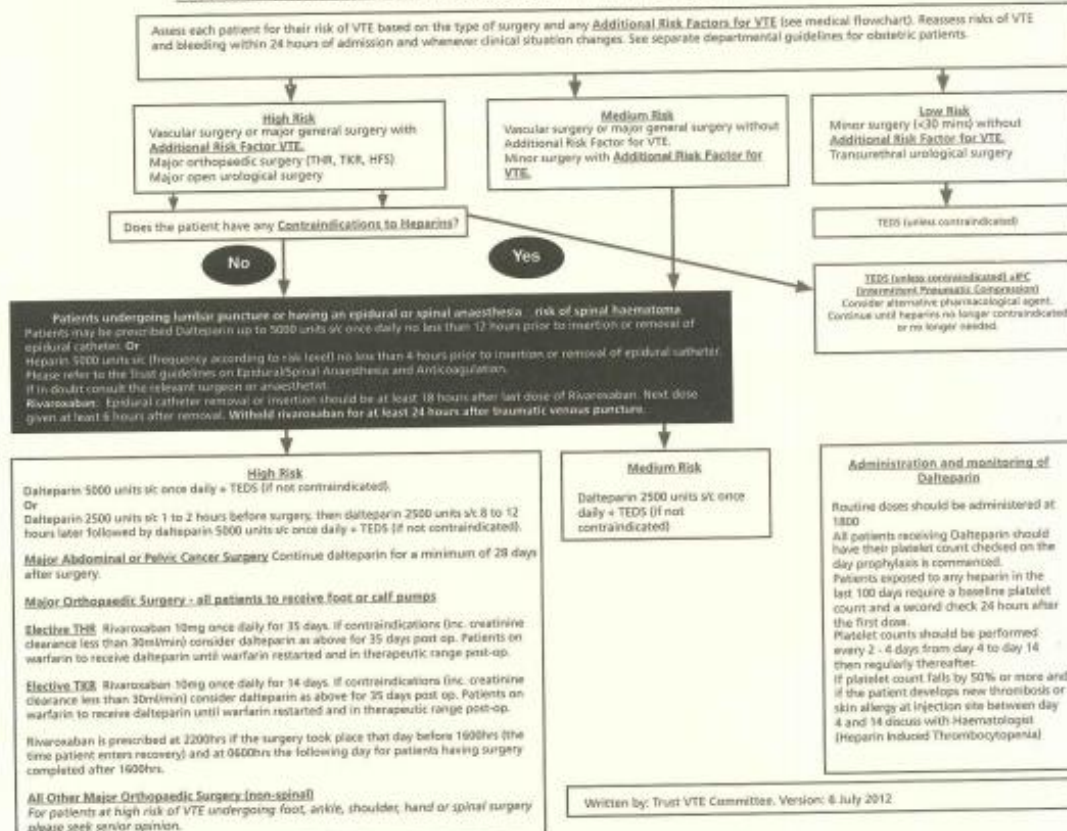 Assess each patient for their risk of VTE based on the type of surgery and any Additional Risk Factors for VTE (see medical flowchart). Reassess risks of VTE
and bleeding within 24 hours of admission and whenever clinical situation changes. See separate departmental guidelines for obstetric patients.
High Risk
Vascular surgery or major general surgery with
Additional Risk Factor VTE.
Major orthopaedic surgery (THR, TKR, HFS)
Major open urological surgery
Medium Risk
Vascular surgery or major general surgery without
Additional Risk Factor for VTE.
Minor surgery with Additional Risk Factor for
VTE.
Low Risk
Minor surgery (<30 mins) without
Additional Risk Factor for VTE.
Transurethral urological surgery
Does the patient have any Contraindications to Heparins?
TEDS (unless contraindicated)
No
Yes
TEDS (unless contraindicated) ±IPC
(Intermittent Pneumatic Compression)
Consider alternative pharmacological agent.
Continue until heparins no longer contraindicated
or no longer needed.
Patients undergoing lumbar puncture or having an epidural or spinal anaesthesia risk of spinal haematoma
Patients may be prescribed Dalteparin up to 5000 units s/c once daily no less than 12 hours prior to insertion or removal of
epidural catheter. Or
Heparin 5000 units s/c (frequency according to risk level) no less than 4 hours prior to insertion or removal of epidural catheter.
Please refer to the Trust guidelines on Epidural/Spinal Anaesthesia and Anticoagulation.
If in doubt consult the relevant surgeon or anaesthetist.
Rivaroxaban: Epidural catheter removal or insertion should be at least 18 hours after last dose of Rivaroxaban. Next dose
given at least 6 hours after removal. Withold rivaroxaban for at least 24 hours after traumatic venous puncture.
High Risk
Dalteparin 5000 units s/c once daily + TEDS (if not contraindicated).
Or
Dalteparin 2500 units s/c 1 to 2 hours before surgery, then dalteparin 2500 units s/c 8 to 12
hours later followed by dalteparin 5000 units s/c once daily + TEDS (if not contraindicated).
Major Abdominal or Pelvic Cancer Surgery Continue dalteparin for a minimum of 28 days
after surgery.
Major Orthopaedic Surgery - all patients to receive foot or calf pumps
Elective THR Rivaroxaban 10mg once daily for 35 days. If contraindications (inc. creatinine
clearance less than 30ml/min) consider dalteparin as above for 35 days post op. Patients on
warfarin to receive dalteparin until warfarin restarted and in therapeutic range post-op.
Elective TKR Rivaroxaban 10mg once daily for 14 days. If contraindications (inc. creatinine
clearance less than 30ml/min) consider dalteparin as above for 35 days post op. Patients on
warfarin to receive dalteparin until warfarin restarted and in therapeutic range post-op.
Rivaroxaban is prescribed at 2200hrs if the surgery took place that day before 1600hrs (the
time patient enters recovery) and at 0600hrs the following day for patients having surgery
completed after 1600hrs.
All Other Major Orthopaedic Surgery (non-spinal)
For patients at high risk of VTE undergoing foot, ankle, shoulder, hand or spinal surgery
please seek senior opinion.
Medium Risk
Dalteparin 2500 units s/c once
daily + TEDS (if not
contraindicated)
Administration and monitoring of
Dalteparin
Routine doses should be administered at
1800
All patients receiving Dalteparin should
have their platelet count checked on the
day prophylaxis is commenced.
Patients exposed to any heparin in the
last 100 days require a baseline platelet
count and a second check 24 hours after
the first dose.
Platelet counts should be performed
every 2 - 4 days from day 4 to day 14
then regularly thereafter.
If platelet count falls by 50% or more and
if the patient develops new thrombosis or
skin allergy at injection site between day
4 and 14 discuss with Haematologist
(Heparin Induced Thrombocytopenia)
Written by: Trust VTE Committee. Version: 6 July 2012